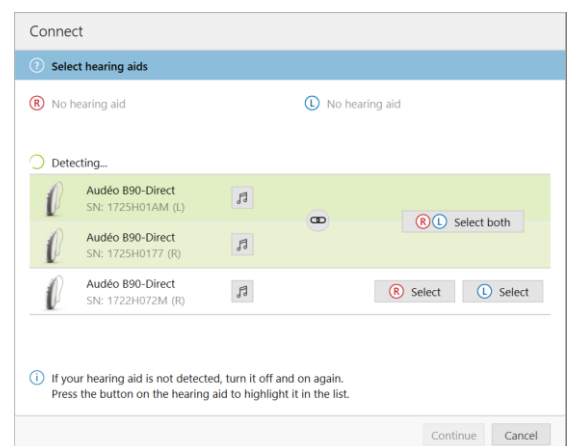 Connect
? Select hearing aids
R No hearing aid
L No hearing aid
Detecting...
Audéo B90-Direct
SN: 1725H01AM (L)
R L Select both
Audéo B90-Direct
SN: 1725H0177 (R)
Audéo B90-Direct
SN: 1722H072M (R)
R Select
L Select
i If your hearing aid is not detected, turn it off and on again.
Press the button on the hearing aid to highlight it in the list.
Continue
Cancel